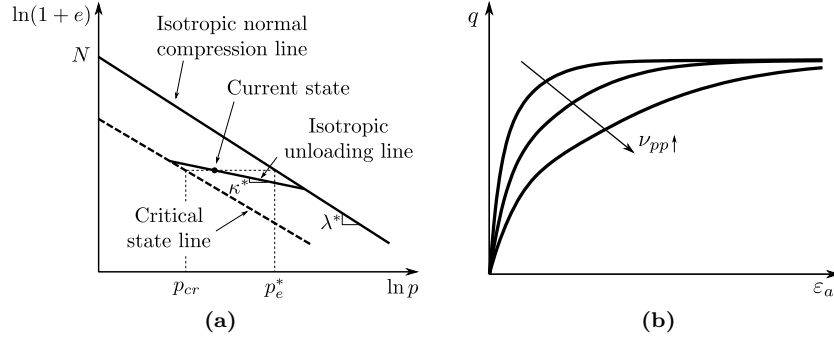 ln(1 + e)
N
Isotropic normal
compression line
Current state
Isotropic
unloading line
κ*
λ*
Critical
state line
p_cr
p_e^*
ln p
(a)
q
ν_pp↑
ε_a
(b)